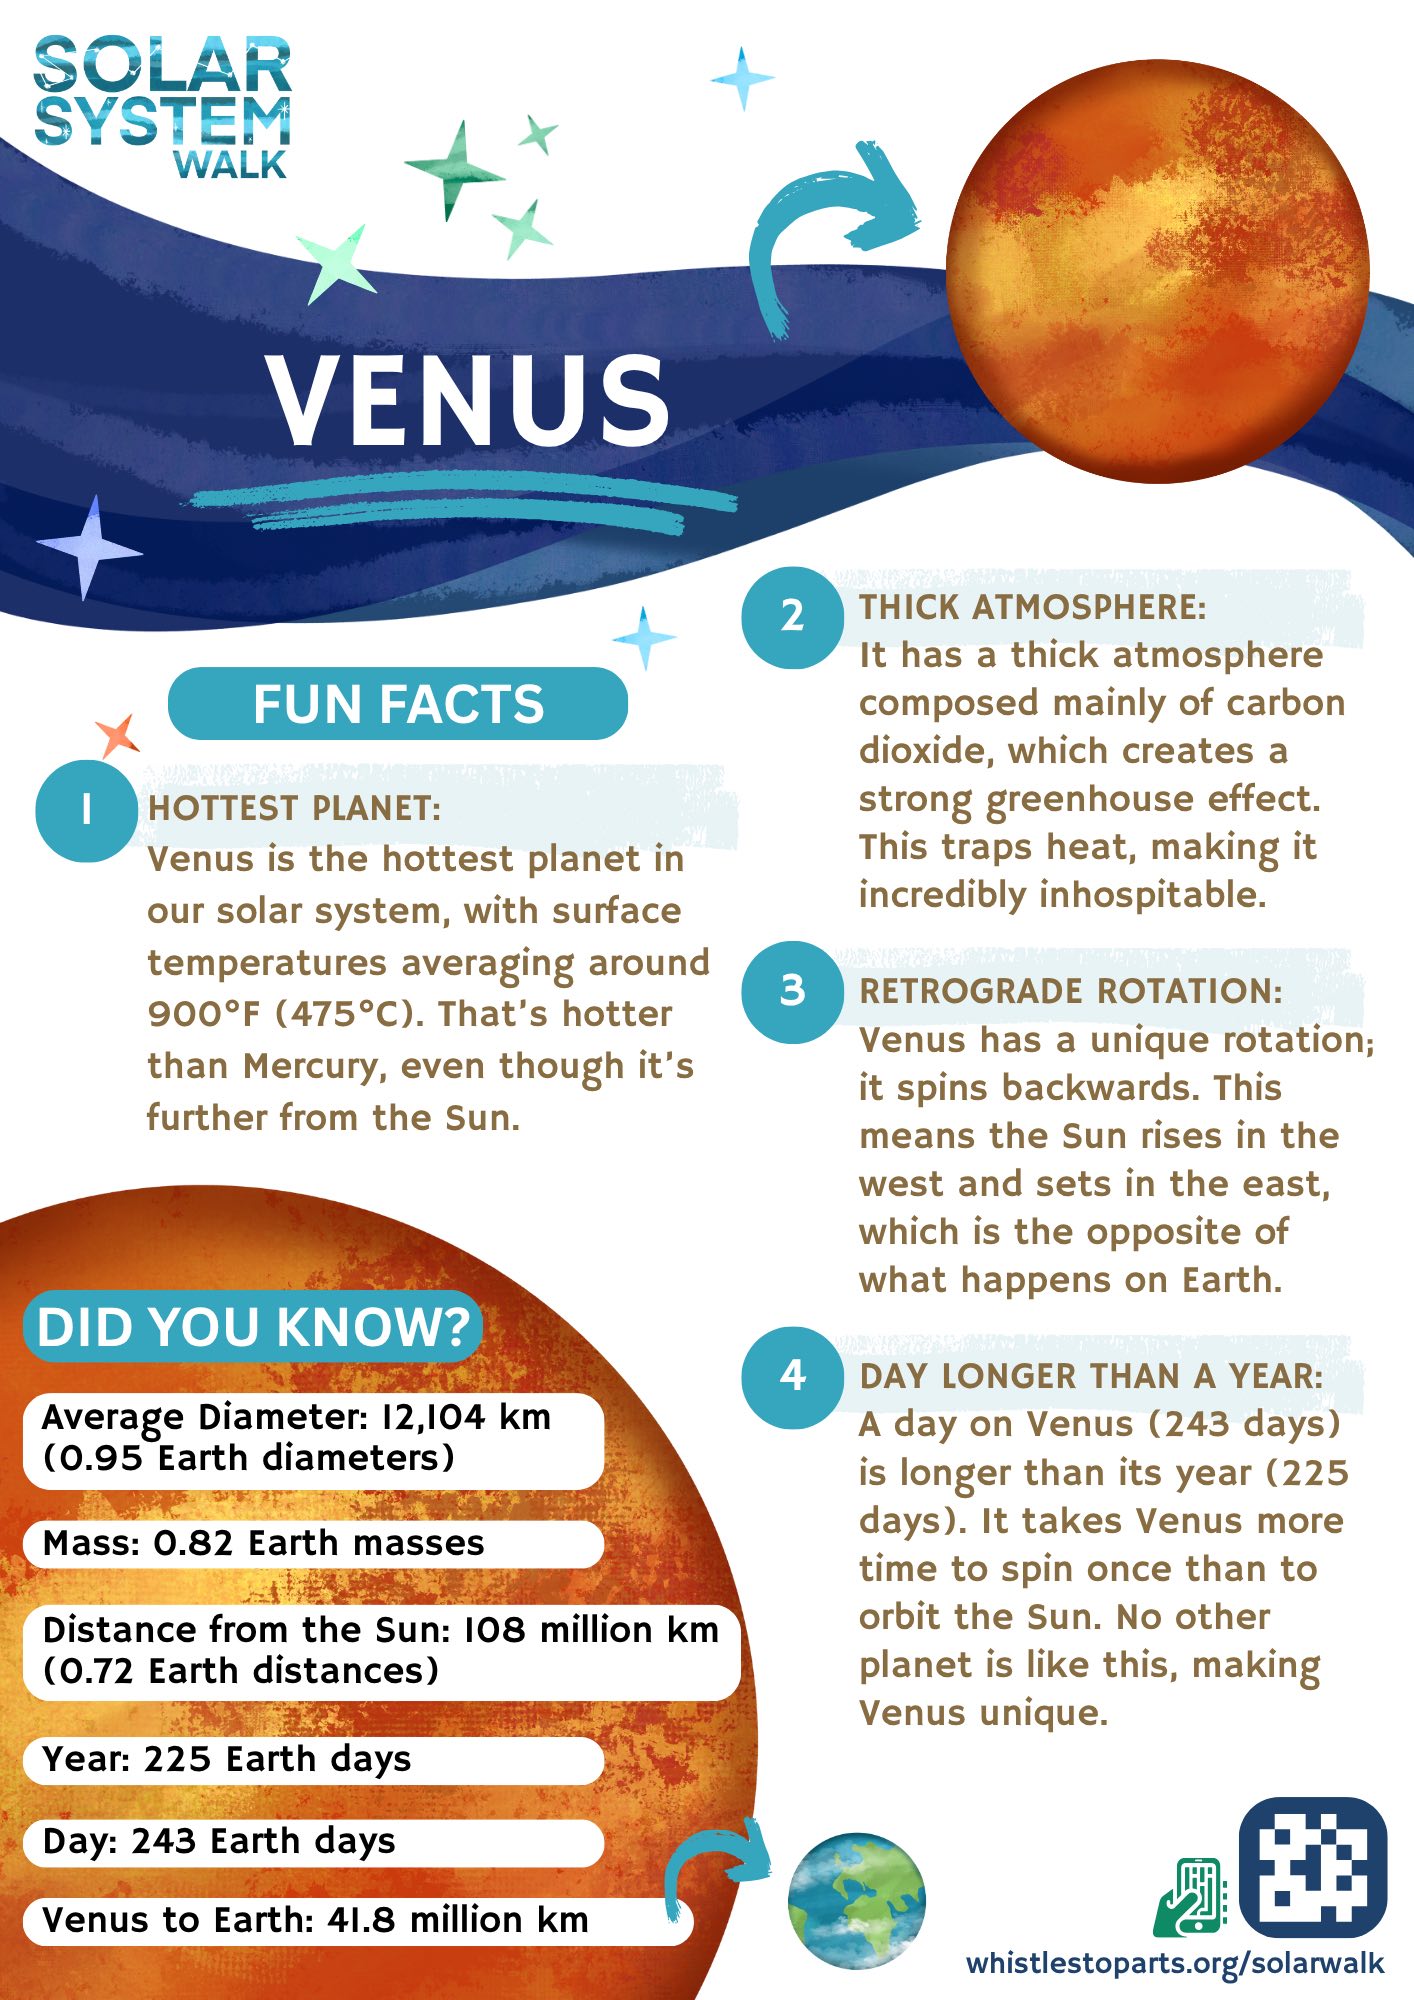 SOLAR
SYSTEM
WALK
VENUS
FUN FACTS
1
HOTTEST PLANET:
Venus is the hottest planet in
our solar system, with surface
temperatures averaging around
900°F (475°C). That's hotter
than Mercury, even though it's
further from the Sun.
2
THICK ATMOSPHERE:
It has a thick atmosphere
composed mainly of carbon
dioxide, which creates a
strong greenhouse effect.
This traps heat, making it
incredibly inhospitable.
3
RETROGRADE ROTATION:
Venus has a unique rotation;
it spins backwards. This
means the Sun rises in the
west and sets in the east,
which is the opposite of
what happens on Earth.
4
DAY LONGER THAN A YEAR:
A day on Venus (243 days)
is longer than its year (225
days). It takes Venus more
time to spin once than to
orbit the Sun. No other
planet is like this, making
Venus unique.
DID YOU KNOW?
Average Diameter: 12,104 km
(0.95 Earth diameters)
Mass: 0.82 Earth masses
Distance from the Sun: 108 million km
(0.72 Earth distances)
Year: 225 Earth days
Day: 243 Earth days
Venus to Earth: 41.8 million km
whistlestoparts.org/solarwalk